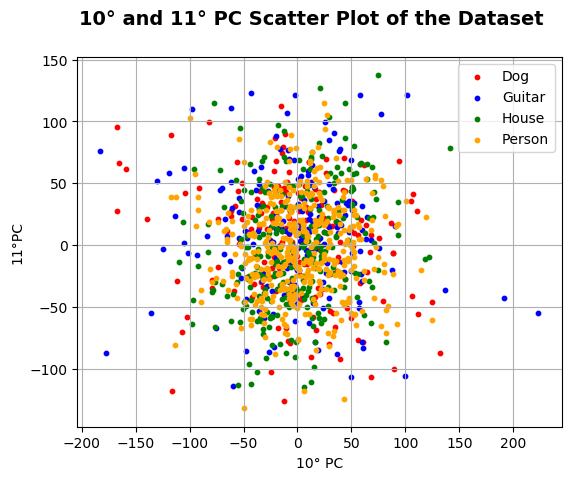 10° and 11° PC Scatter Plot of the Dataset
150
100
50
0
−50
−100
11°PC
Dog
Guitar
House
Person
−200 −150 −100 −50 0 50 100 150 200
10° PC